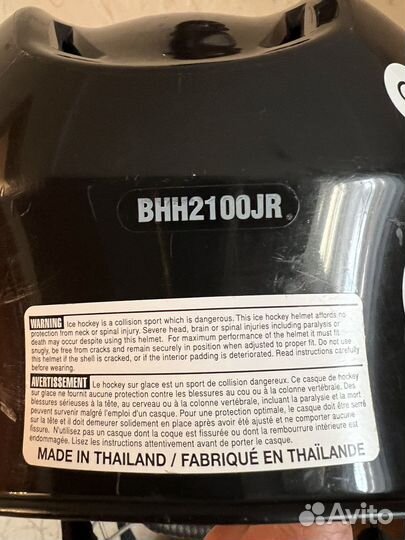 BHH2100JR
WARNING Ice hockey is a collision sport which is dangerous. This ice hockey helmet affords no
protection from neck or spinal injury. Severe head, brain or spinal injuries including paralysis or
death may occur despite using this helmet. For maximum performance of the helmet it must fit
snugly, be free from cracks and remain securely in position when adjusted to proper fit. Do not use
this helmet if the shell is cracked, or if the interior padding is deteriorated. Read instructions carefully
before wearing.
AVERTISSEMENT Le hockey sur glace est un sport de collision dangereux. Ce casque de hockey
sur glace ne fournit aucune protection contre les blessures au cou ou à la colonne vertébrale. Des
blessures sérieuses à la tête, au cerveau ou à la colonne vertébrale, incluant la paralysie et la mort
peuvent survenir malgré l'emploi d'un casque. Pour une protection optimale, le casque doit être serré
sur la tête et il doit demeurer solidement en place après avoir été ajusté et ne comporter aucune
fissure. N'utilisez pas un casque dont la coque est fissurée ou dont la rembourrure intérieure est
endommagée. Lisez les instructions attentivement avant de porter le casque.
MADE IN THAILAND / FABRIQUÉ EN THAÏLANDE
Avito